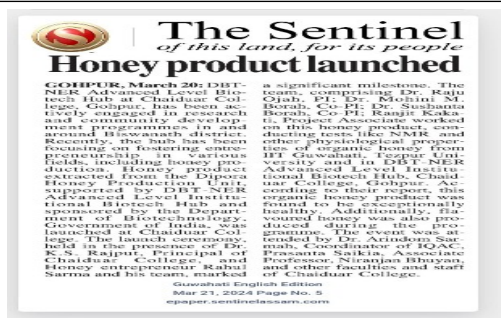 The Sentinel
of this land, for its people
Honey product launched
GOHPUR, March 20: DBT-
NER Advanced Level Bio-
tech Hub at Chaiduar Col-
lege, Gohpur, has been ac-
tively engaged in research
and community develop-
ment programmes in and
around Biswanath district.
Recently, the hub has been
focusing on fostering entre-
preneurship in various
fields, including honey pro-
duction. Honey product
extracted from the Dipora
Honey Production Unit,
supported by DBT-NER
Advanced Level Institu-
tional Biotech Hub and
sponsored by the Depart-
ment of Biotechnology,
Government of India, was
launched at Chaiduar Col-
lege. The launch ceremony,
held in the presence of Dr.
K.S. Rajput, Principal of
Chaiduar College, and
Honey entrepreneur Rahul
Sarma and his team, marked
a significant milestone. The
team, comprising Dr. Raju
Ojah, PI; Dr. Mohini M.
Borah, Co-PI; Dr. Sushanta
Borah, Co-PI; Ranjit Kaka-
ti, Project Associate worked
on this honey product, con-
ducting tests like NMR and
other physiological proper-
ties of organic honey from
IIT Guwahati, Tezpur Uni-
versity and in DBT-NER
Advanced Level Institu-
tional Biotech Hub, Chaid-
uar College, Gohpur. Ac-
cording to their report, this
organic honey product was
found to be exceptionally
healthy. Additionally, fla-
voured honey was also pro-
duced during the pro-
gramme. The event was at-
tended by Dr. Arindom Sar-
mah, Coordinator of IQAC,
Prasanta Saikia, Associate
Professor, Niranjan Bhuyan,
and other faculties and staff
of Chaiduar College.
Guwahati English Edition
Mar 21, 2024 Page No. 5
epaper.sentinelassam.com